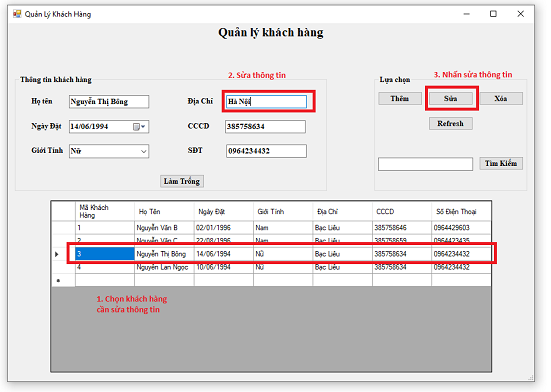 Quản Lý Khách Hàng
Quản lý khách hàng
2. Sửa thông tin
3. Nhấn sửa thông tin
Thông tin khách hàng
Lựa chọn
Họ tên Nguyễn Thị Bông Địa Chỉ Hà Nội
Thêm Sửa Xóa
Ngày Đặt 14/06/1994 CCCD 385758634
Refresh
Giới Tính Nữ SĐT 0964234432
Tìm Kiếm
Làm Trống
Mã Khách Hàng Họ Tên Ngày Đặt Giới Tính Địa Chỉ CCCD Số Điện Thoại
1 Nguyễn Văn B 02/01/1996 Nam Bạc Liêu 385758646 0964429603
2 Nguyễn Văn C 22/08/1996 Nam Bạc Liêu 385758659 0964423435
3 Nguyễn Thị Bông 14/06/1994 Nữ Bạc Liêu 385758634 0964234432
4 Nguyễn Lan Ngọc 10/06/1994 Nữ Bạc Liêu 385758634 0964234432
1. Chọn khách hàng
cần sửa thông tin